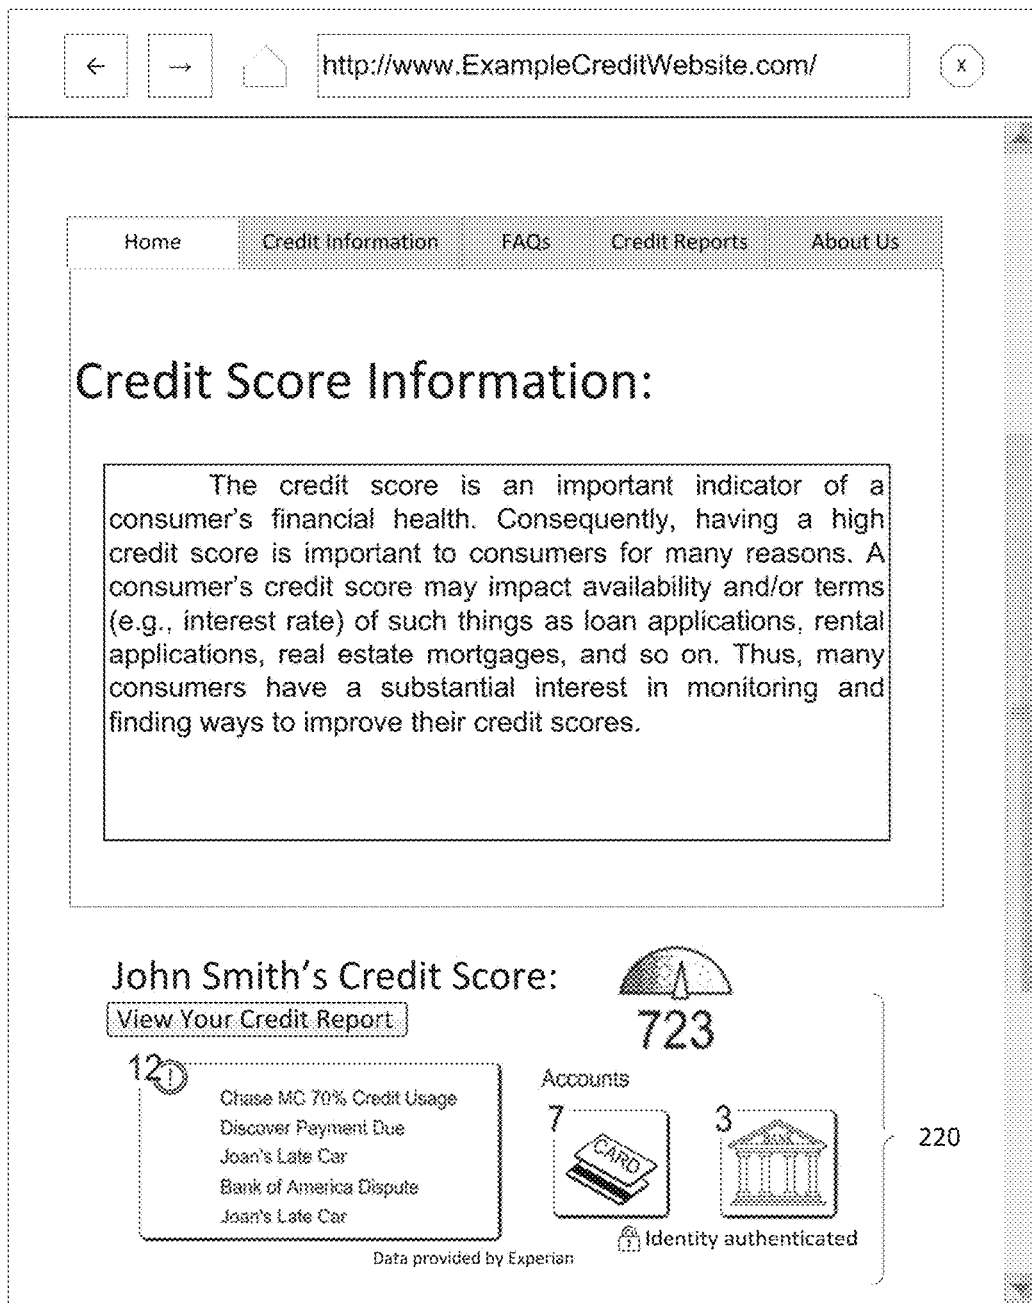 ← → http://www.ExampleCreditWebsite.com/ X
Home Credit Information FAQs Credit Reports About Us
Credit Score Information:
The credit score is an important indicator of a
consumer's financial health. Consequently, having a high
credit score is important to consumers for many reasons. A
consumer's credit score may impact availability and/or terms
(e.g., interest rate) of such things as loan applications, rental
applications, real estate mortgages, and so on. Thus, many
consumers have a substantial interest in monitoring and
finding ways to improve their credit scores.
John Smith's Credit Score:
View Your Credit Report
723
12 !
Chase MC 70% Credit Usage
Discover Payment Due
Joan's Late Car
Bank of America Dispute
Joan's Late Car
Accounts
7 CARD
3 BANK
220
Identity authenticated
Data provided by Experian